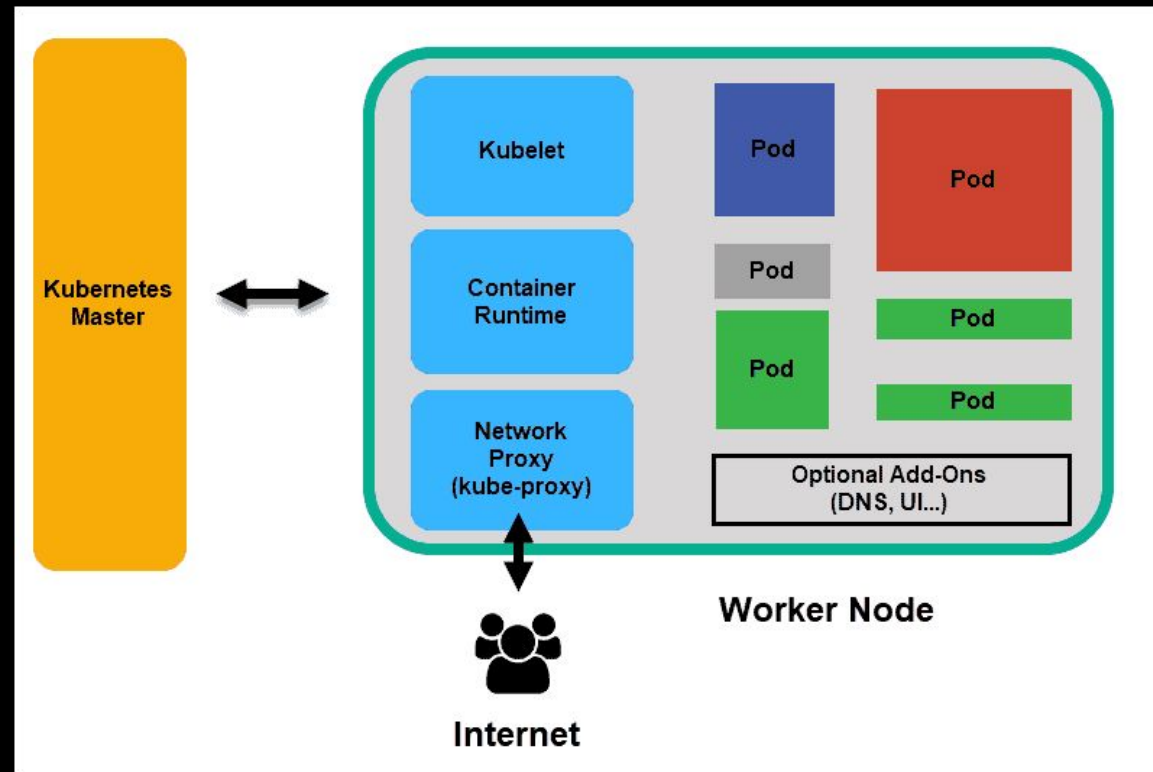 Kubernetes
Master
Kubelet
Container
Runtime
Network
Proxy
(kube-proxy)
Pod
Pod
Pod
Pod
Pod
Pod
Optional Add-Ons
(DNS, UI...)
Worker Node
Internet